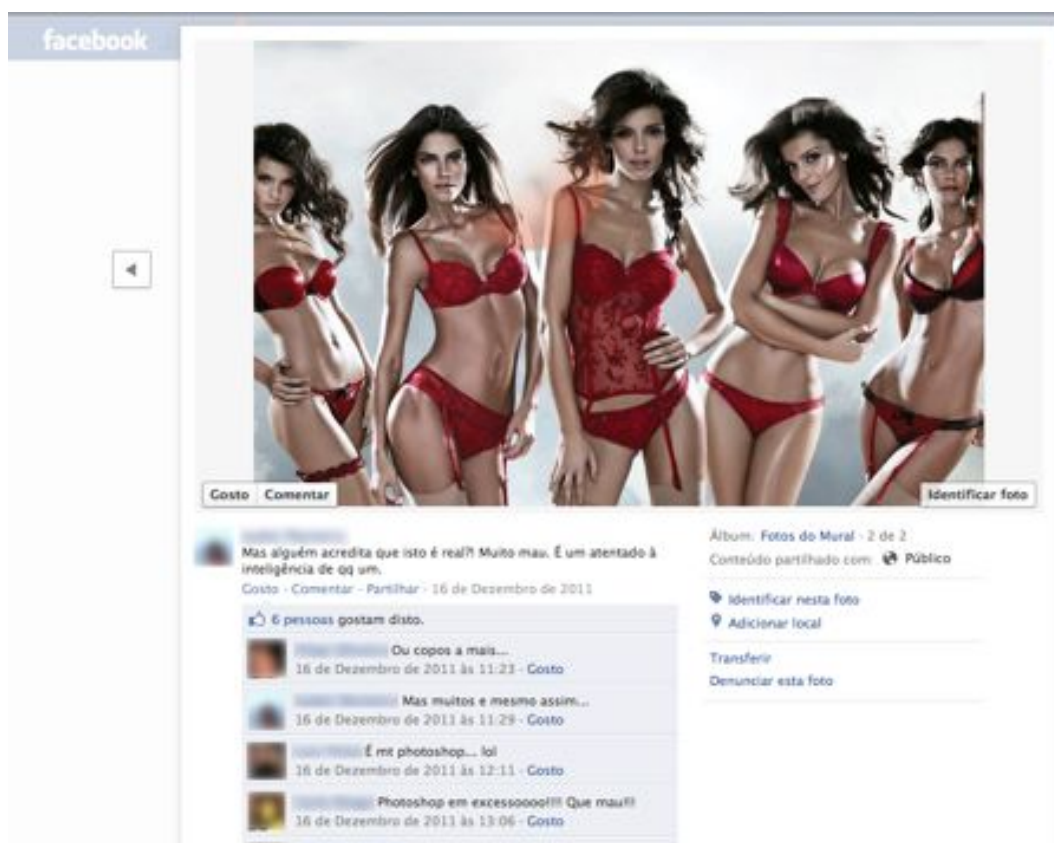 facebook
Gosto Comentar
Identificar foto
Mas alguém acredita que isto é real?! Muito mau. É um atentado à
inteligência de qq um.
Gosto · Comentar · Partilhar · 16 de Dezembro de 2011
6 pessoas gostam disto.
Ou copos a mais...
16 de Dezembro de 2011 às 11:23 · Gosto
Mas muitos e mesmo assim...
16 de Dezembro de 2011 às 11:29 · Gosto
É mt photoshop... lol
16 de Dezembro de 2011 às 12:11 · Gosto
Photoshop em excessoooo!!!! Que mau!!!
16 de Dezembro de 2011 às 13:06 · Gosto
Álbum: Fotos do Mural · 2 de 2
Conteúdo partilhado com: Público
Identificar nesta foto
Adicionar local
Transferir
Denunciar esta foto